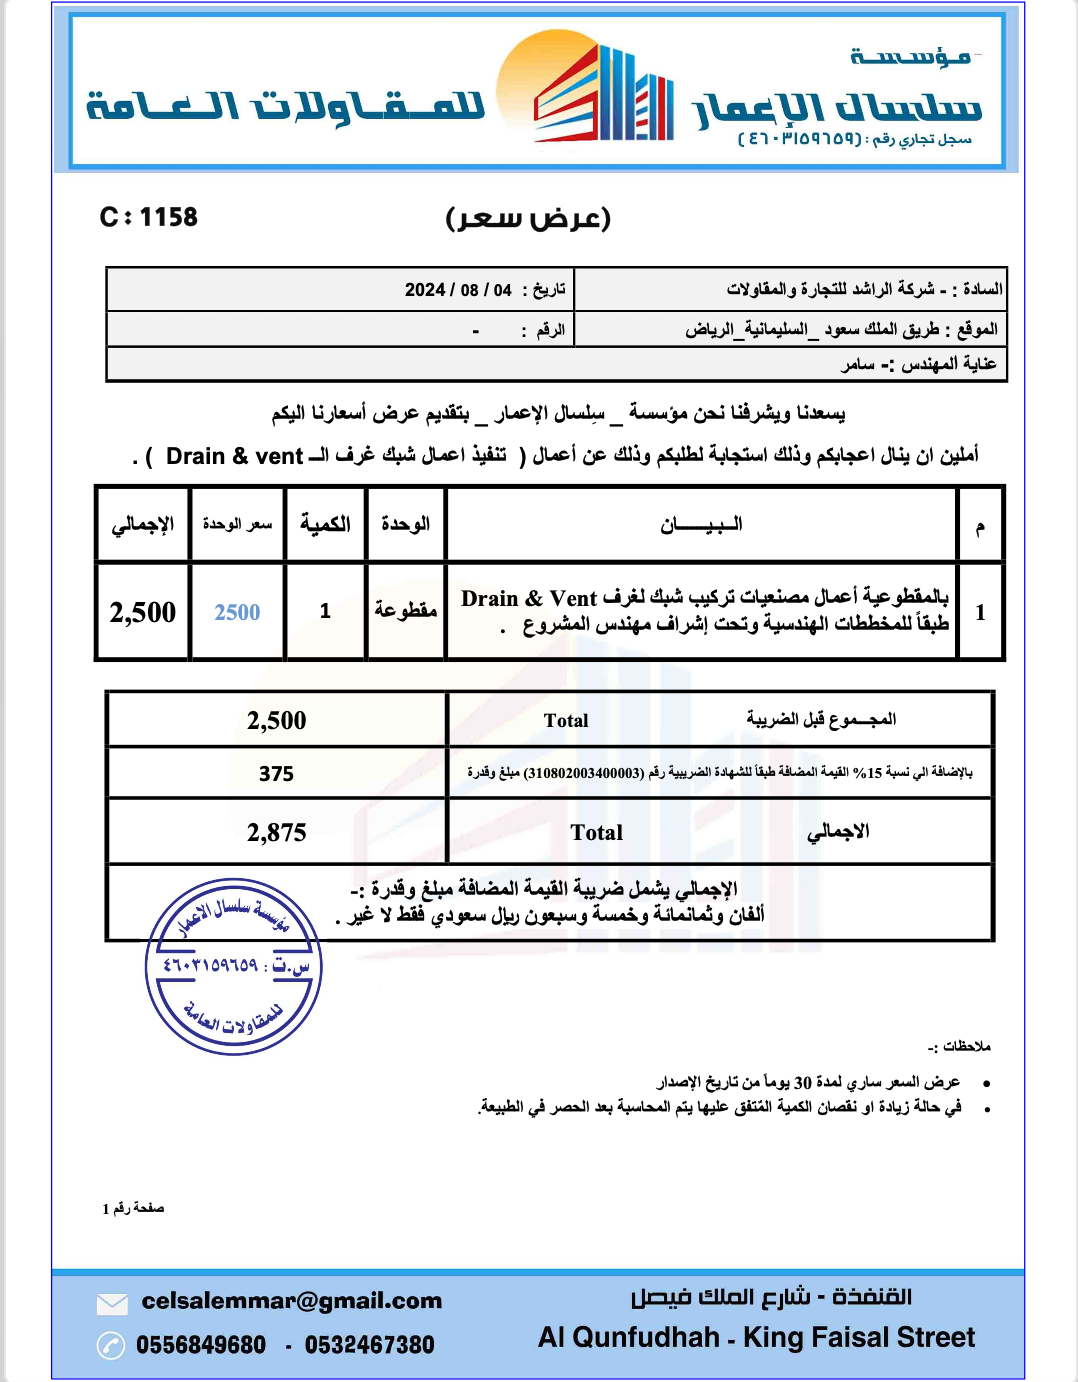 مؤسسة
سلسال الإعمار للمقاولات العامة
سجل تجاري رقم : (٤٦٠٣١٥٩٦٥٩)
C : 1158
(عرض سعر)
السادة : - شركة الراشد للتجارة والمقاولات
تاريخ : 04 / 08 / 2024
الموقع : طريق الملك سعود _السليمانية_الرياض
الرقم : -
عناية المهندس :- سامر
يسعدنا ويشرفنا نحن مؤسسة _ سِلسال الإعمار _ بتقديم عرض أسعارنا اليكم
أملين ان ينال اعجابكم وذلك استجابة لطلبكم وذلك عن أعمال ( تنفيذ اعمال شبك غرف الـ Drain & vent ) .
م البيـــان الوحدة الكمية سعر الوحدة الإجمالي
1 بالمقطوعية أعمال مصنعيات تركيب شبك لغرف Drain & Vent
طبقاً للمخططات الهندسية وتحت إشراف مهندس المشروع .
مقطوعة 1 2500 2,500
المجـــموع قبل الضريبة Total 2,500
بالإضافة الي نسبة 15% القيمة المضافة طبقاً للشهادة الضريبية رقم (310802003400003) مبلغ وقدرة 375
الاجمالي Total 2,875
الإجمالي يشمل ضريبة القيمة المضافة مبلغ وقدرة :-
ألفان وثمانمائة وخمسة وسبعون ريال سعودي فقط لا غير .
مؤسسة سلسال الاعمار
س.ت : ٤٦٠٣١٥٩٦٥٩
للمقاولات العامة
ملاحظات :-
• عرض السعر ساري لمدة 30 يوماً من تاريخ الإصدار
• في حالة زيادة او نقصان الكمية المُتفق عليها يتم المحاسبة بعد الحصر في الطبيعة.
صفحة رقم 1
القنفذة - شارع الملك فيصل
celsalemmar@gmail.com
Al Qunfudhah - King Faisal Street
0556849680 - 0532467380